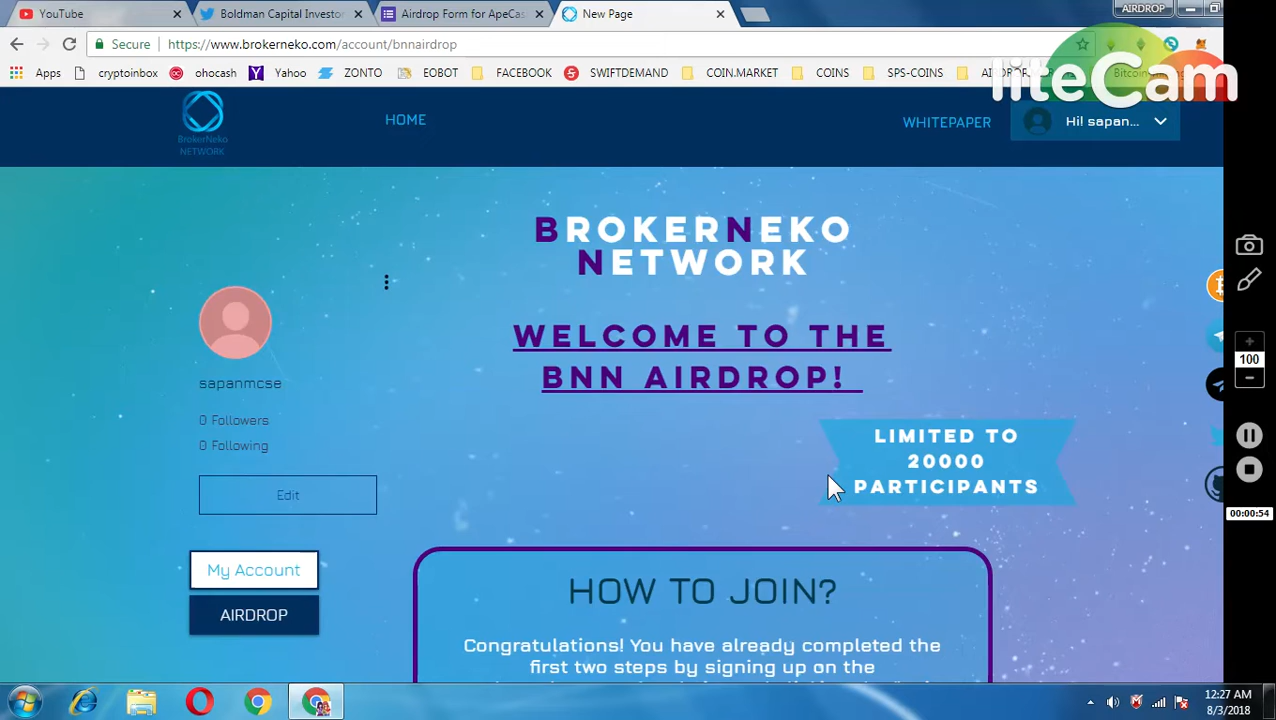 YouTube
Boldman Capital Investor
Airdrop Form for ApeCas
New Page
AIRDROP
Secure
https://www.brokerneko.com/account/bnnairdrop
Apps
cryptoinbox
ohocash
Yahoo
ZONTO
EOBOT
FACEBOOK
SWIFTDEMAND
COIN.MARKET
COINS
SPS-COINS
liteCam
BrokerNeko
NETWORK
HOME
WHITEPAPER
Hi! sapan...
BROKERNEKO
NETWORK
WELCOME TO THE
BNN AIRDROP!
sapanmcse
0 Followers
0 Following
Edit
LIMITED TO
20000
PARTICIPANTS
My Account
AIRDROP
HOW TO JOIN?
Congratulations! You have already completed the
first two steps by signing up on the
100
00:00:54
12:27 AM
8/3/2018